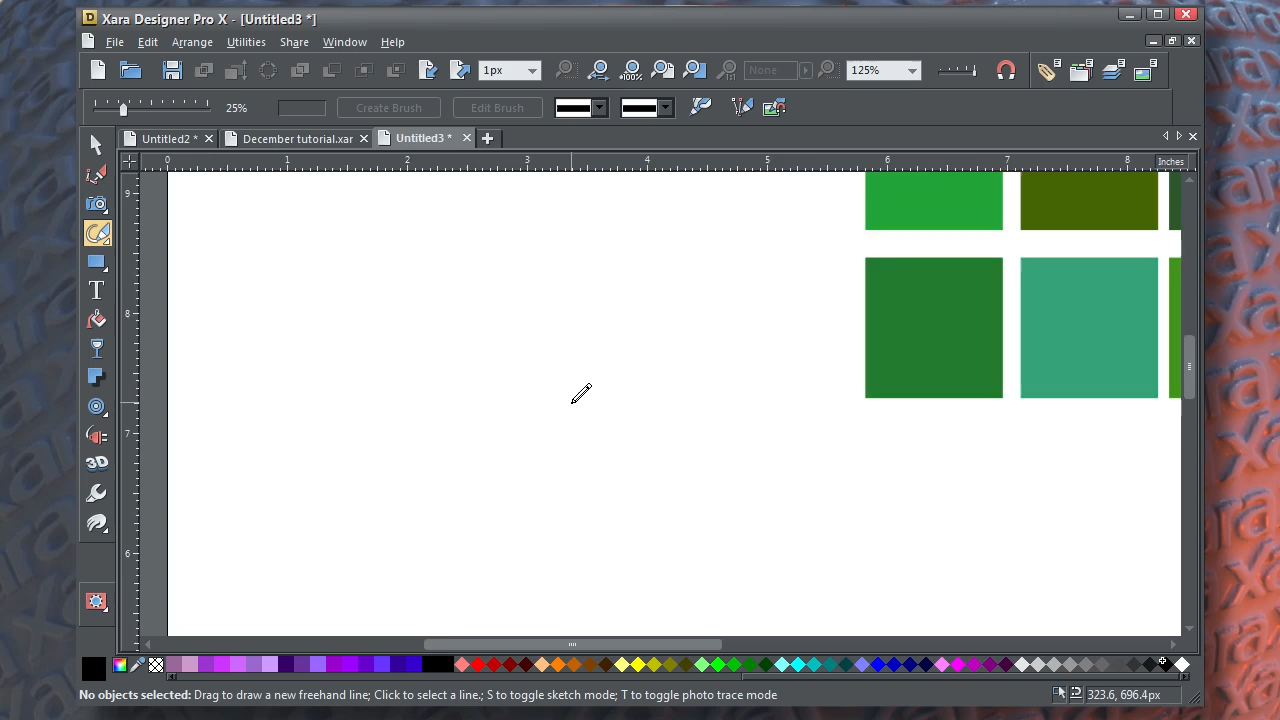 Xara Designer Pro X - [Untitled3 *]
File Edit Arrange Utilities Share Window Help
1px None 125%
25% Create Brush Edit Brush
Untitled2 * December tutorial.xar Untitled3 *
0 1 2 3 4 5 6 7 8 Inches
9
8
7
6
T
3D
No objects selected: Drag to draw a new freehand line; Click to select a line.; S to toggle sketch mode; T to toggle photo trace mode 323.6, 696.4px